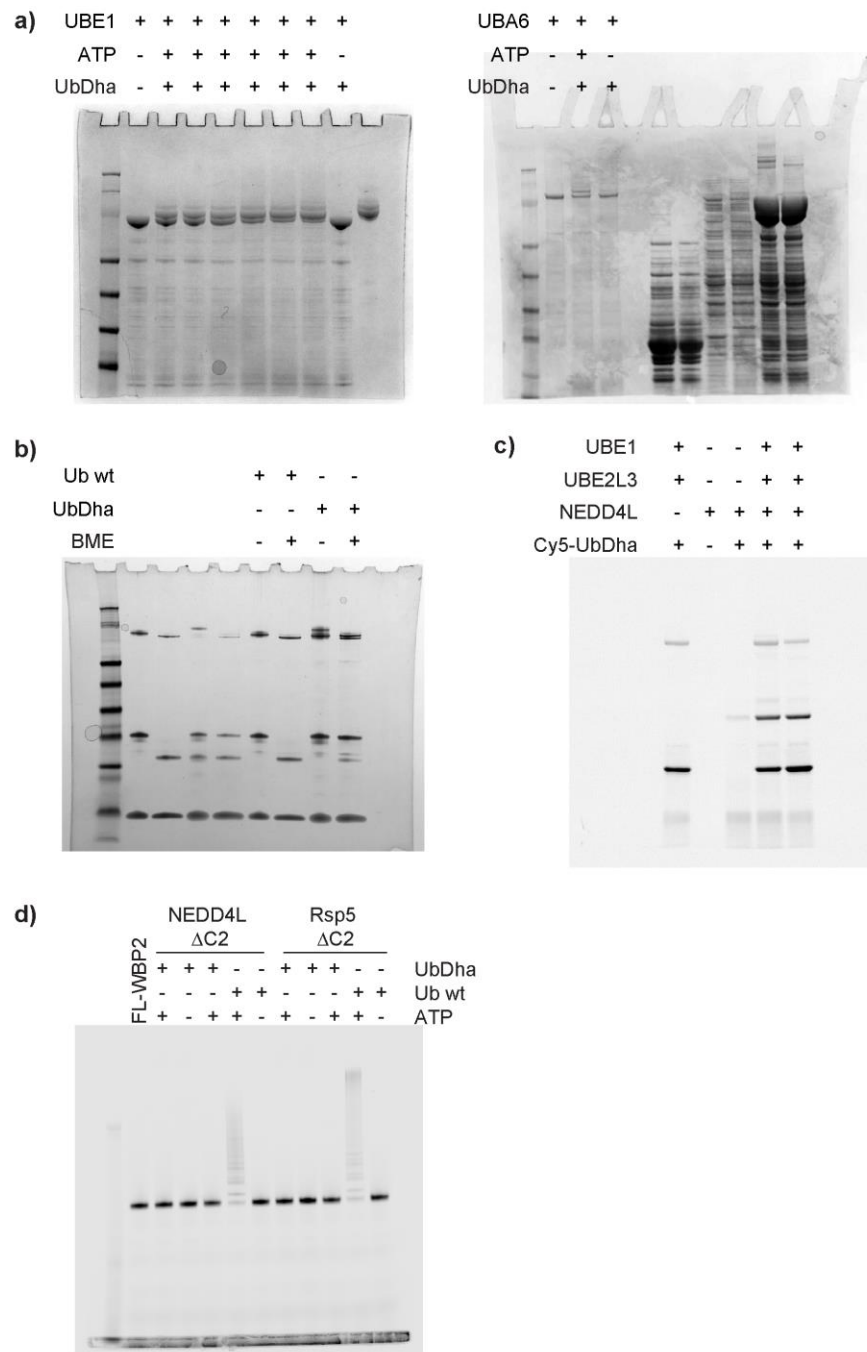 a)
UBE1 + + + + + + + +
ATP - + + + + + + -
UbDha - + + + + + + +
UBA6 + + +
ATP - + -
UbDha - + +
b)
Ub wt + + - -
UbDha - - + +
BME - + - +
c)
UBE1 + - - + +
UBE2L3 + - - + +
NEDD4L - + + + +
Cy5-UbDha + - + + +
d)
NEDD4L Rsp5
ΔC2 ΔC2
FL-WBP2
+ + + - - + + + - - UbDha
- - - + + - - - + + Ub wt
+ - + + - + - + + - ATP